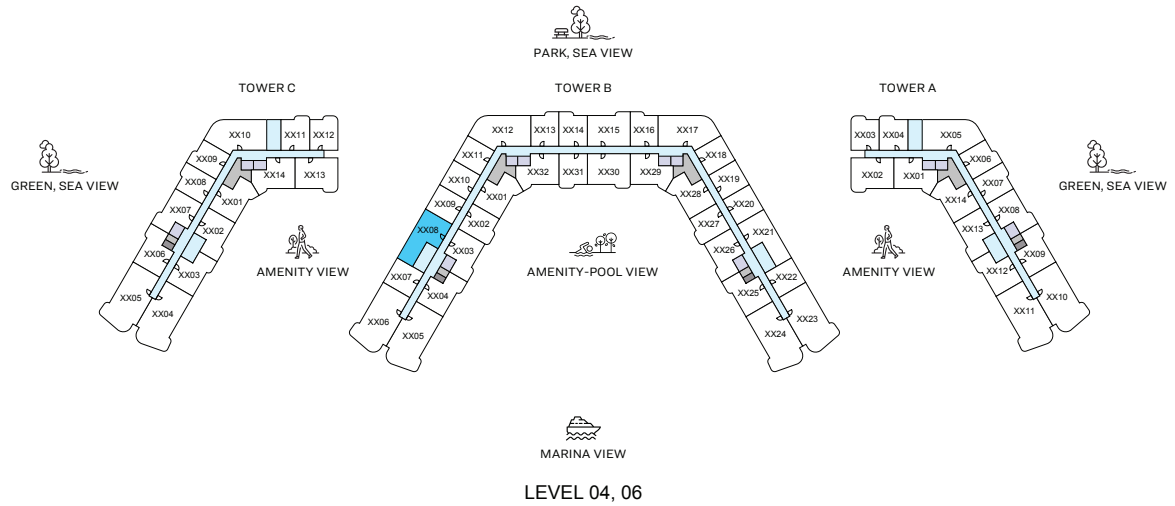 PARK, SEA VIEW
TOWER C
TOWER B
TOWER A
GREEN, SEA VIEW
GREEN, SEA VIEW
XX10
XX11
XX12
XX09
XX08
XX07
XX06
XX05
XX04
XX03
XX02
XX01
XX14
XX13
AMENITY VIEW
XX12
XX13
XX14
XX15
XX16
XX17
XX11
XX10
XX09
XX08
XX07
XX06
XX05
XX04
XX03
XX02
XX01
XX32
XX31
XX30
XX29
XX28
XX27
XX26
XX25
XX24
XX18
XX19
XX20
XX21
XX22
XX23
AMENITY-POOL VIEW
AMENITY VIEW
XX03
XX04
XX05
XX02
XX01
XX06
XX07
XX08
XX09
XX10
XX14
XX13
XX12
XX11
MARINA VIEW
LEVEL 04, 06